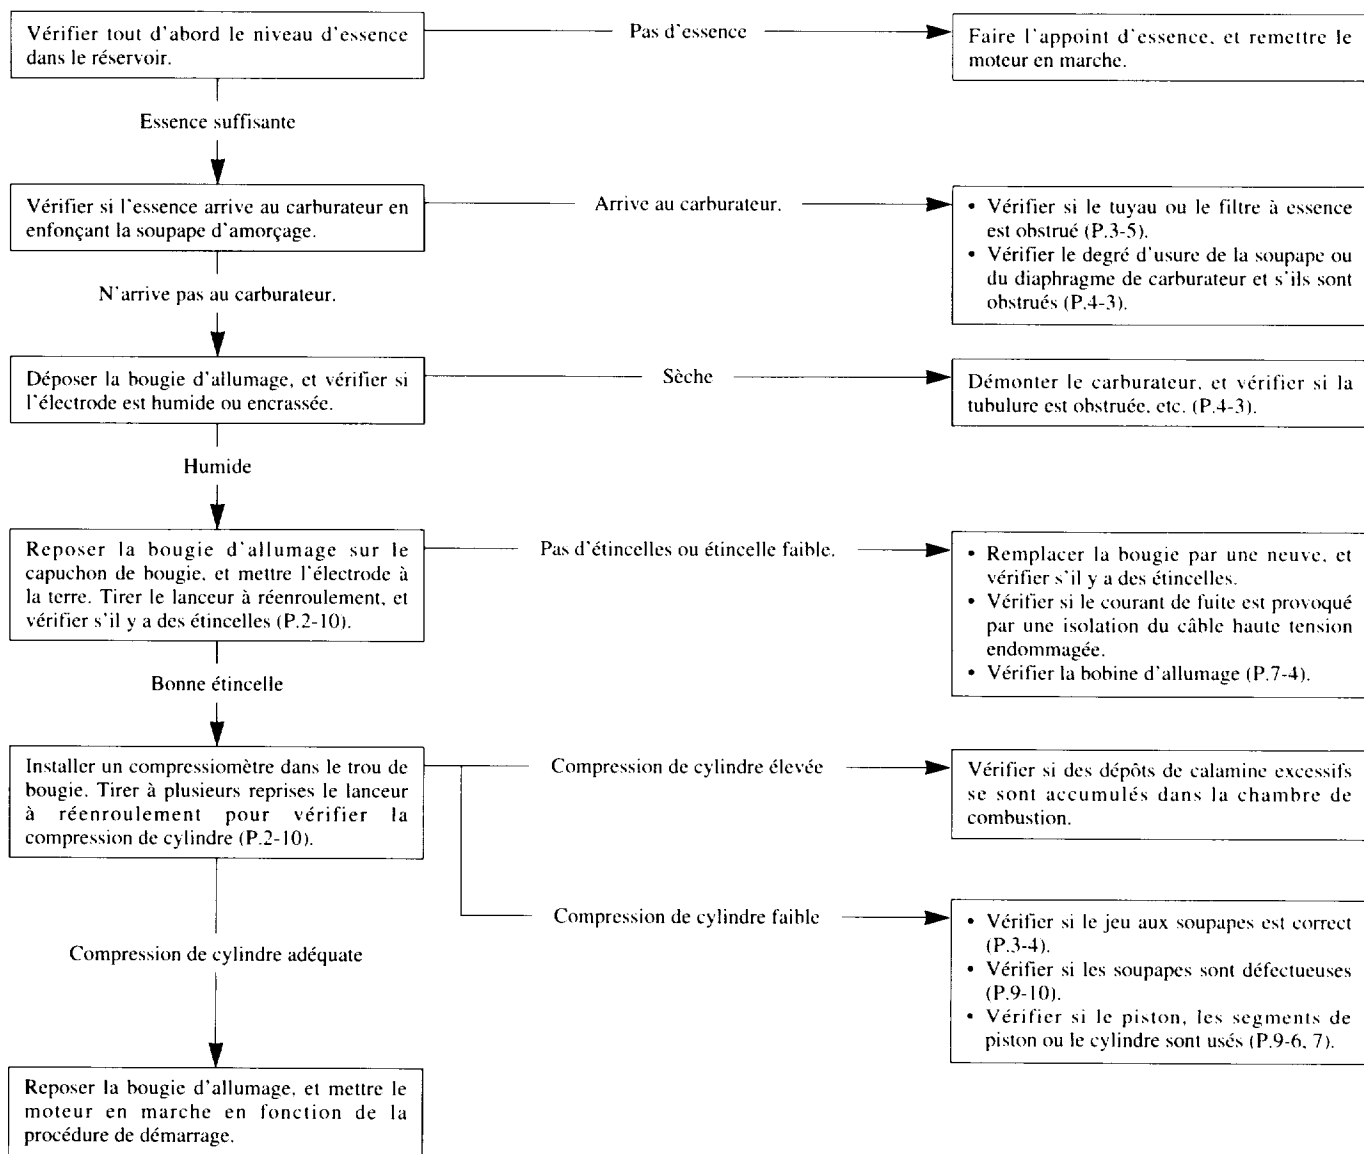 Vérifier tout d'abord le niveau d'essence
dans le réservoir.
Pas d'essence
Faire l'appoint d'essence, et remettre le
moteur en marche.
Essence suffisante
Vérifier si l'essence arrive au carburateur en
enfonçant la soupape d'amorçage.
Arrive au carburateur.
• Vérifier si le tuyau ou le filtre à essence
est obstrué (P.3-5).
• Vérifier le degré d'usure de la soupape ou
du diaphragme de carburateur et s'ils sont
obstrués (P.4-3).
N'arrive pas au carburateur.
Déposer la bougie d'allumage, et vérifier si
l'électrode est humide ou encrassée.
Sèche
Démonter le carburateur, et vérifier si la
tubulure est obstruée, etc. (P.4-3).
Humide
Reposer la bougie d'allumage sur le
capuchon de bougie, et mettre l'électrode à
la terre. Tirer le lanceur à réenroulement, et
vérifier s'il y a des étincelles (P.2-10).
Pas d'étincelles ou étincelle faible.
• Remplacer la bougie par une neuve, et
vérifier s'il y a des étincelles.
• Vérifier si le courant de fuite est provoqué
par une isolation du câble haute tension
endommagée.
• Vérifier la bobine d'allumage (P.7-4).
Bonne étincelle
Installer un compressiomètre dans le trou de
bougie. Tirer à plusieurs reprises le lanceur
à réenroulement pour vérifier la
compression de cylindre (P.2-10).
Compression de cylindre élevée
Vérifier si des dépôts de calamine excessifs
se sont accumulés dans la chambre de
combustion.
Compression de cylindre faible
• Vérifier si le jeu aux soupapes est correct
(P.3-4).
• Vérifier si les soupapes sont défectueuses
(P.9-10).
• Vérifier si le piston, les segments de
piston ou le cylindre sont usés (P.9-6, 7).
Compression de cylindre adéquate
Reposer la bougie d'allumage, et mettre le
moteur en marche en fonction de la
procédure de démarrage.